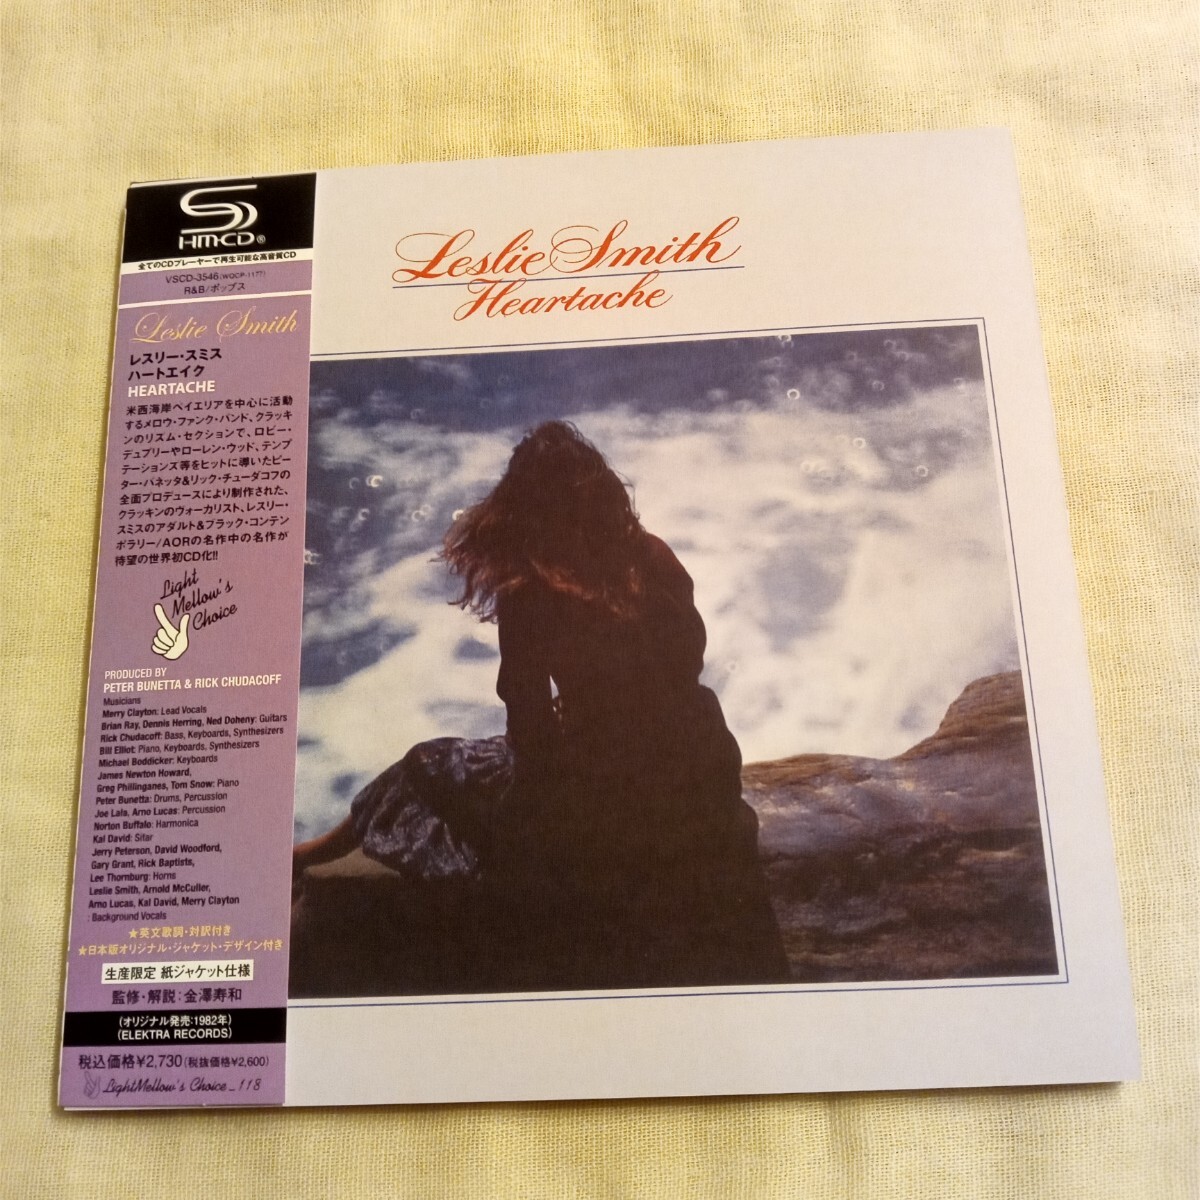 SHM-CD®
全てのCDプレーヤーで再生可能な高音質CD
VSCD-3546(WQCP-1177)
R&B/ポップス
Leslie Smith
レスリー・スミス
ハートエイク
HEARTACHE
米西海岸ベイエリアを中心に活動
するメロウ・ファンク・バンド、クラッキ
ンのリズム・セクションで、ロビー・
デュプリーやローレン・ウッド、テンプ
テーションズ等をヒットに導いたピー
ター・バネッタ&リック・チューダコフの
全面プロデュースにより制作された、
クラッキンのヴォーカリスト、レスリー・
スミスのアダルト&ブラック・コンテン
ポラリー/AORの名作中の名作が
待望の世界初CD化!!
Light
Mellow's
Choice
PRODUCED BY
PETER BUNETTA & RICK CHUDACOFF
Musicians
Merry Clayton: Lead Vocals
Brian Ray, Dennis Herring, Ned Doheny: Guitars
Rick Chudacoff: Bass, Keyboards, Synthesizers
Bill Elliot: Piano, Keyboards, Synthesizers
Michael Boddicker: Keyboards
James Newton Howard,
Greg Phillinganes, Tom Snow: Piano
Peter Bunetta: Drums, Percussion
Joe Lala, Arno Lucas: Percussion
Norton Buffalo: Harmonica
Kal David: Sitar
Jerry Peterson, David Woodford,
Gary Grant, Rick Baptists,
Lee Thornburg: Horns
Leslie Smith, Arnold McCuller,
Arno Lucas, Kal David, Merry Clayton
: Background Vocals
★英文歌詞・対訳付き
★日本版オリジナル・ジャケット・デザイン付き
生産限定 紙ジャケット仕様
監修・解説:金澤寿和
(オリジナル発売:1982年)
(ELEKTRA RECORDS)
税込価格¥2,730(税抜価格¥2,600)
LightMellow's Choice_118
Leslie Smith
Heartache